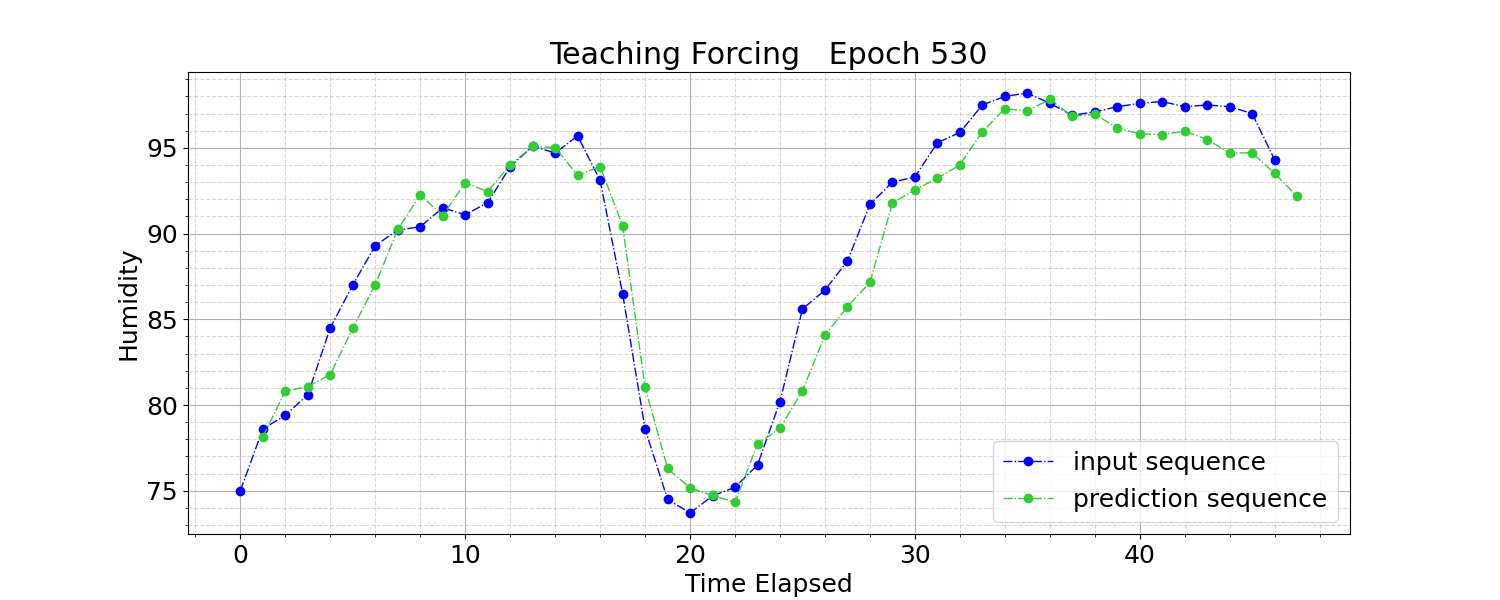 Teaching Forcing   Epoch 530
Humidity
95
90
85
80
75
0 10 20 30 40
Time Elapsed
input sequence
prediction sequence